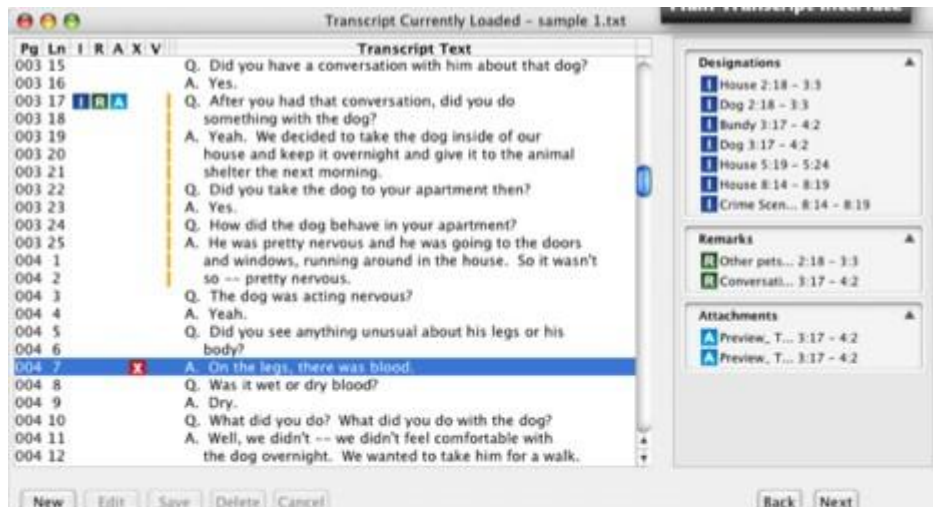 Transcript Currently Loaded – sample 1.txt
Pg Ln I R A X V Transcript Text
003 15 Q. Did you have a conversation with him about that dog?
003 16 A. Yes.
003 17 I R A Q. After you had that conversation, did you do
003 18 something with the dog?
003 19 A. Yeah. We decided to take the dog inside of our
003 20 house and keep it overnight and give it to the animal
003 21 shelter the next morning.
003 22 Q. Did you take the dog to your apartment then?
003 23 A. Yes.
003 24 Q. How did the dog behave in your apartment?
003 25 A. He was pretty nervous and he was going to the doors
004 1 and windows, running around in the house. So it wasn't
004 2 so -- pretty nervous.
004 3 Q. The dog was acting nervous?
004 4 A. Yeah.
004 5 Q. Did you see anything unusual about his legs or his
004 6 body?
004 7 X A. On the legs, there was blood.
004 8 Q. Was it wet or dry blood?
004 9 A. Dry.
004 10 Q. What did you do? What did you do with the dog?
004 11 A. Well, we didn't -- we didn't feel comfortable with
004 12 the dog overnight. We wanted to take him for a walk.
Designations
I House 2:18 – 3:3
I Dog 2:18 – 3:3
I Bundy 3:17 – 4:2
I Dog 3:17 – 4:2
I House 5:19 – 5:24
I House 8:14 – 8:19
I Crime Scen... 8:14 – 8:19
Remarks
R Other pets... 2:18 – 3:3
R Conversati... 3:17 – 4:2
Attachments
A Preview_ T... 3:17 – 4:2
A Preview_ T... 3:17 – 4:2
New Edit Save Delete Cancel Back Next